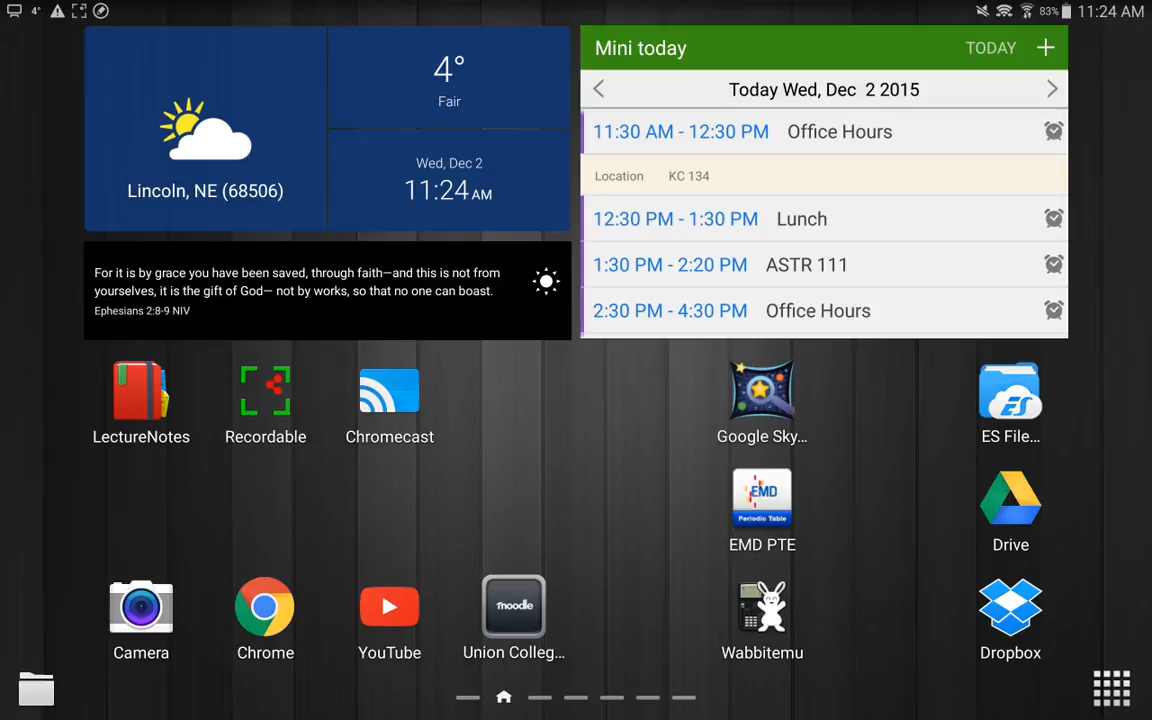 4°
83%
11:24 AM
Mini today
TODAY
+
4°
Fair
Lincoln, NE (68506)
Wed, Dec 2
11:24 AM
Today Wed, Dec 2 2015
11:30 AM - 12:30 PM Office Hours
Location KC 134
12:30 PM - 1:30 PM Lunch
1:30 PM - 2:20 PM ASTR 111
2:30 PM - 4:30 PM Office Hours
For it is by grace you have been saved, through faith—and this is not from
yourselves, it is the gift of God— not by works, so that no one can boast.
Ephesians 2:8-9 NIV
LectureNotes
Recordable
Chromecast
Google Sky...
ES
ES File...
EMD
Periodic Table
EMD PTE
Drive
Camera
Chrome
YouTube
moodle
Union Colleg...
Wabbitemu
Dropbox